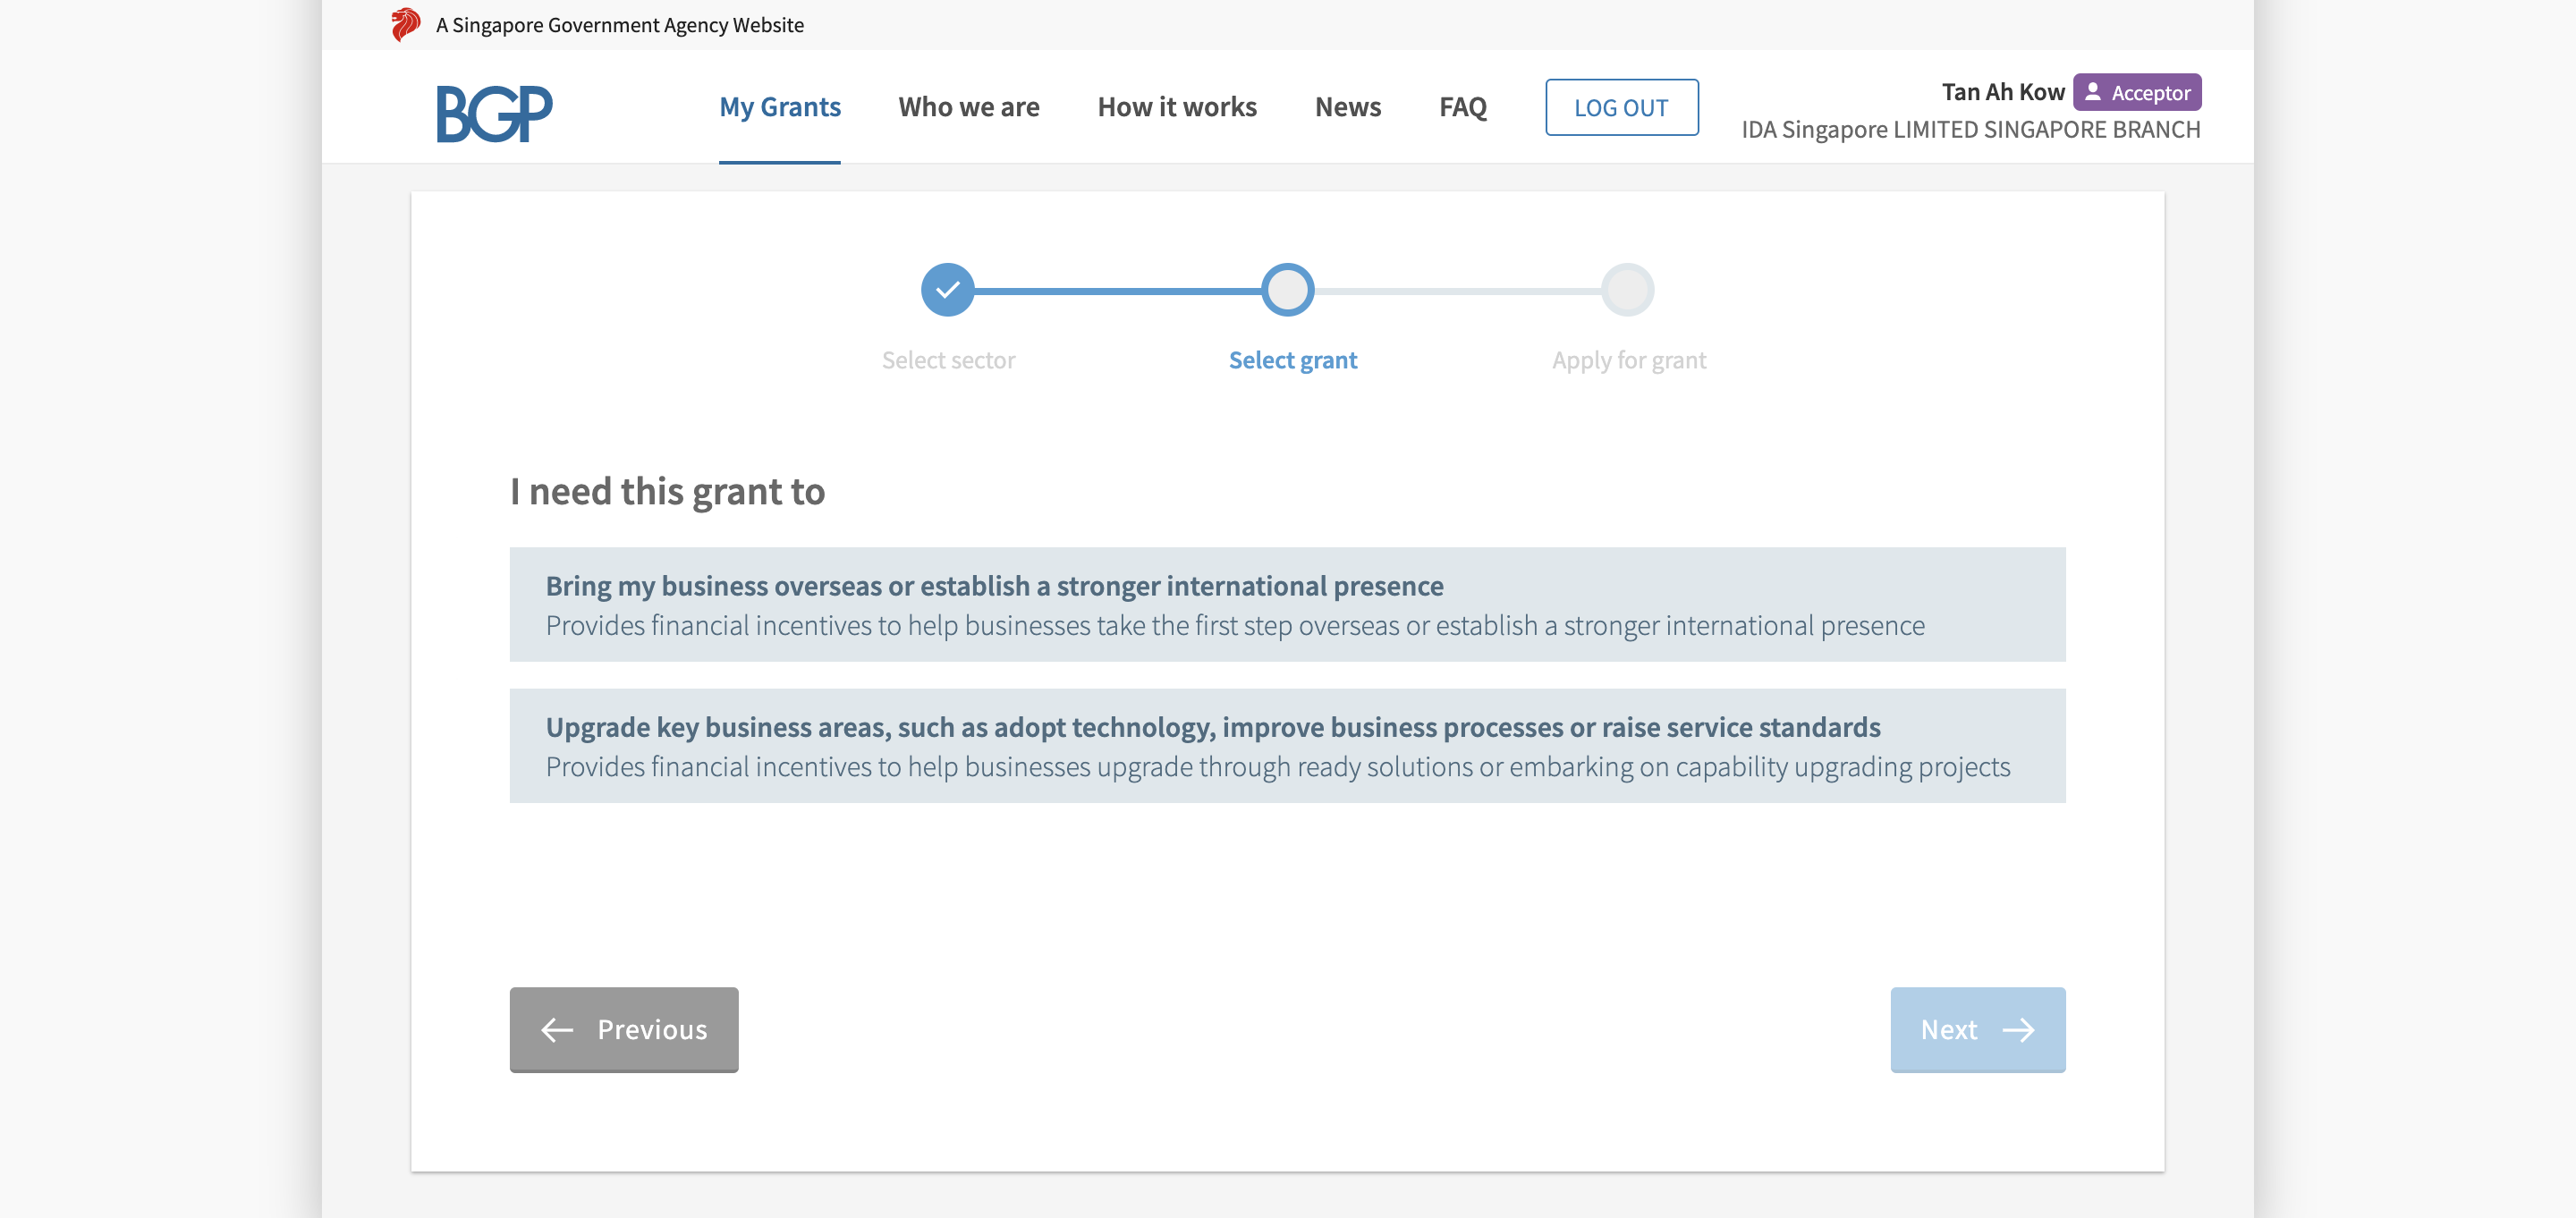 A Singapore Government Agency Website
BGP
My Grants
Who we are
How it works
News
FAQ
LOG OUT
Tan Ah Kow
Acceptor
IDA Singapore LIMITED SINGAPORE BRANCH
Select sector
Select grant
Apply for grant
I need this grant to
Bring my business overseas or establish a stronger international presence
Provides financial incentives to help businesses take the first step overseas or establish a stronger international presence
Upgrade key business areas, such as adopt technology, improve business processes or raise service standards
Provides financial incentives to help businesses upgrade through ready solutions or embarking on capability upgrading projects
Previous
Next